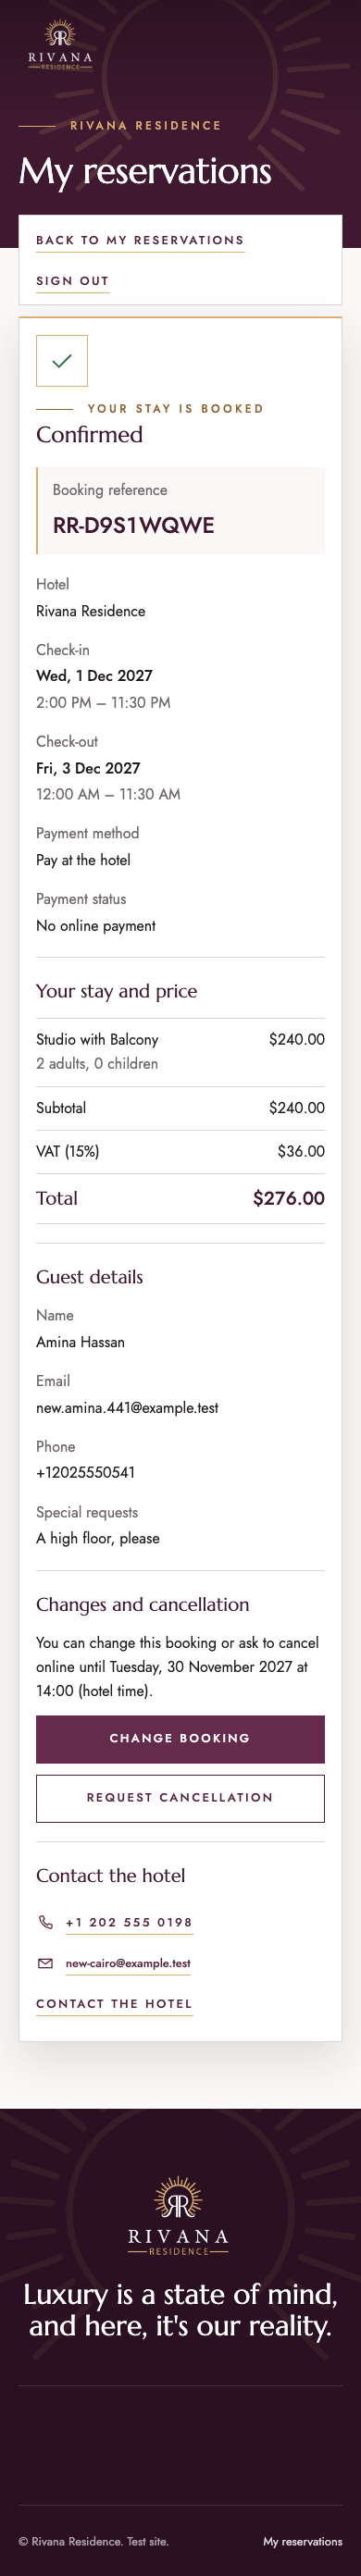 RIVANA
RESIDENCE
RIVANA RESIDENCE
My reservations
BACK TO MY RESERVATIONS
SIGN OUT
YOUR STAY IS BOOKED
Confirmed
Booking reference
RR-D9S1WQWE
Hotel
Rivana Residence
Check-in
Wed, 1 Dec 2027
2:00 PM – 11:30 PM
Check-out
Fri, 3 Dec 2027
12:00 AM – 11:30 AM
Payment method
Pay at the hotel
Payment status
No online payment
Your stay and price
Studio with Balcony $240.00
2 adults, 0 children
Subtotal $240.00
VAT (15%) $36.00
Total $276.00
Guest details
Name
Amina Hassan
Email
new.amina.441@example.test
Phone
+12025550541
Special requests
A high floor, please
Changes and cancellation
You can change this booking or ask to cancel
online until Tuesday, 30 November 2027 at
14:00 (hotel time).
CHANGE BOOKING
REQUEST CANCELLATION
Contact the hotel
+1 202 555 0198
new-cairo@example.test
CONTACT THE HOTEL
RIVANA
RESIDENCE
Luxury is a state of mind,
and here, it's our reality.
© Rivana Residence. Test site. My reservations